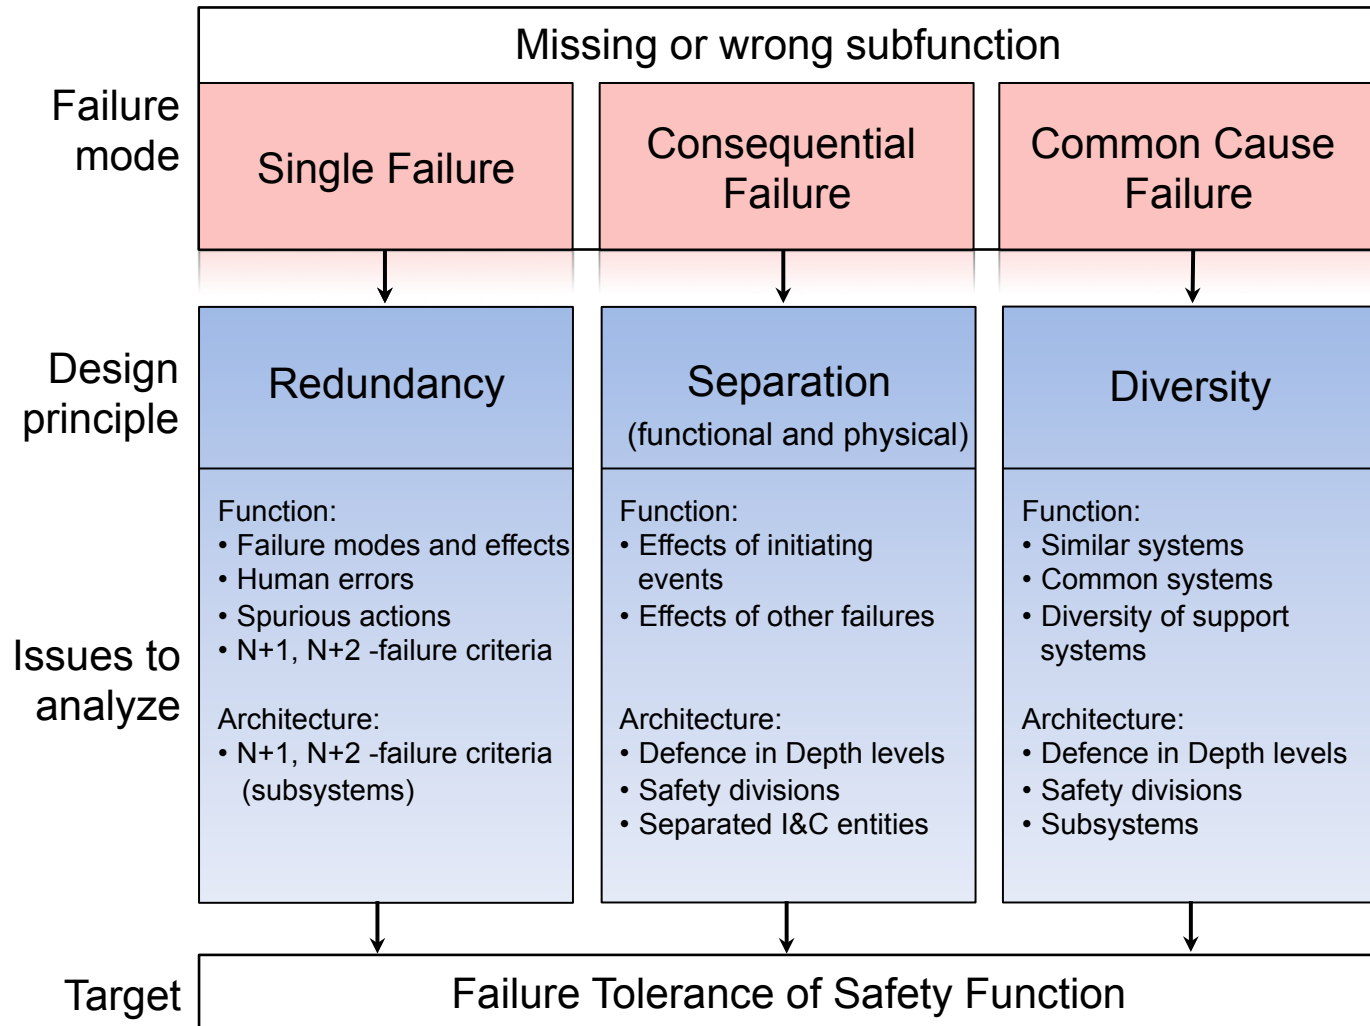 Missing or wrong subfunction
Failure
mode
Single Failure
Consequential
Failure
Common Cause
Failure
Design
principle
Redundancy
Separation
(functional and physical)
Diversity
Issues to
analyze
Function:
• Failure modes and effects
• Human errors
• Spurious actions
• N+1, N+2 -failure criteria
Architecture:
• N+1, N+2 -failure criteria
(subsystems)
Function:
• Effects of initiating
events
• Effects of other failures
Architecture:
• Defence in Depth levels
• Safety divisions
• Separated I&C entities
Function:
• Similar systems
• Common systems
• Diversity of support
systems
Architecture:
• Defence in Depth levels
• Safety divisions
• Subsystems
Target
Failure Tolerance of Safety Function